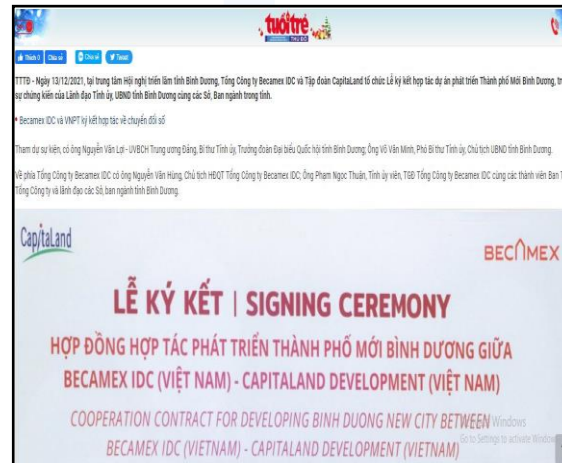 tuổi trẻ
THỦ ĐÔ
Thích 0 Chia sẻ Chia sẻ Tweet
TTTĐ - Ngày 13/12/2021, tại trung tâm Hội nghị triển lãm tỉnh Bình Dương, Tổng Công ty Becamex IDC và Tập đoàn CapitaLand tổ chức Lễ ký kết hợp tác dự án phát triển Thành phố Mới Bình Dương,
sự chứng kiến của Lãnh đạo Tỉnh ủy, UBND tỉnh Bình Dương cùng các Sở, Ban ngành trong tỉnh.
Becamex IDC và VNPT ký kết hợp tác về chuyển đổi số
Tham dự sự kiện, có ông Nguyễn Văn Lợi - UVBCH Trung ương Đảng, Bí thư Tỉnh ủy, Trưởng đoàn Đại biểu Quốc hội tỉnh Bình Dương; Ông Võ Văn Minh, Phó Bí thư Tỉnh ủy, Chủ tịch UBND tỉnh Bình Dương.
Về phía Tổng Công ty Becamex IDC có ông Nguyễn Văn Hùng, Chủ tịch HĐQT Tổng Công ty Becamex IDC; Ông Phạm Ngọc Thuận, Tỉnh ủy viên, TGĐ Tổng Công ty Becamex IDC cùng các thành viên Ban
Tổng Công ty và lãnh đạo các Sở, ban ngành tỉnh Bình Dương.
CapitaLand
BECAMEX
LỄ KÝ KẾT | SIGNING CEREMONY
HỢP ĐỒNG HỢP TÁC PHÁT TRIỂN THÀNH PHỐ MỚI BÌNH DƯƠNG GIỮA
BECAMEX IDC (VIỆT NAM) - CAPITALAND DEVELOPMENT (VIỆT NAM)
COOPERATION CONTRACT FOR DEVELOPING BINH DUONG NEW CITY BETWEEN
Windows
Go to Settings to activate Windows
BECAMEX IDC (VIETNAM) - CAPITALAND DEVELOPMENT (VIETNAM)